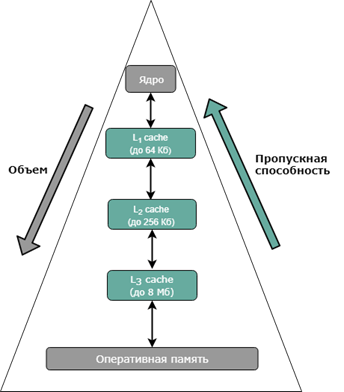 Ядро
L1 cache
(до 64 Кб)
Объем
Пропускная
способность
L2 cache
(до 256 Кб)
L3 cache
(до 8 Мб)
Оперативная память